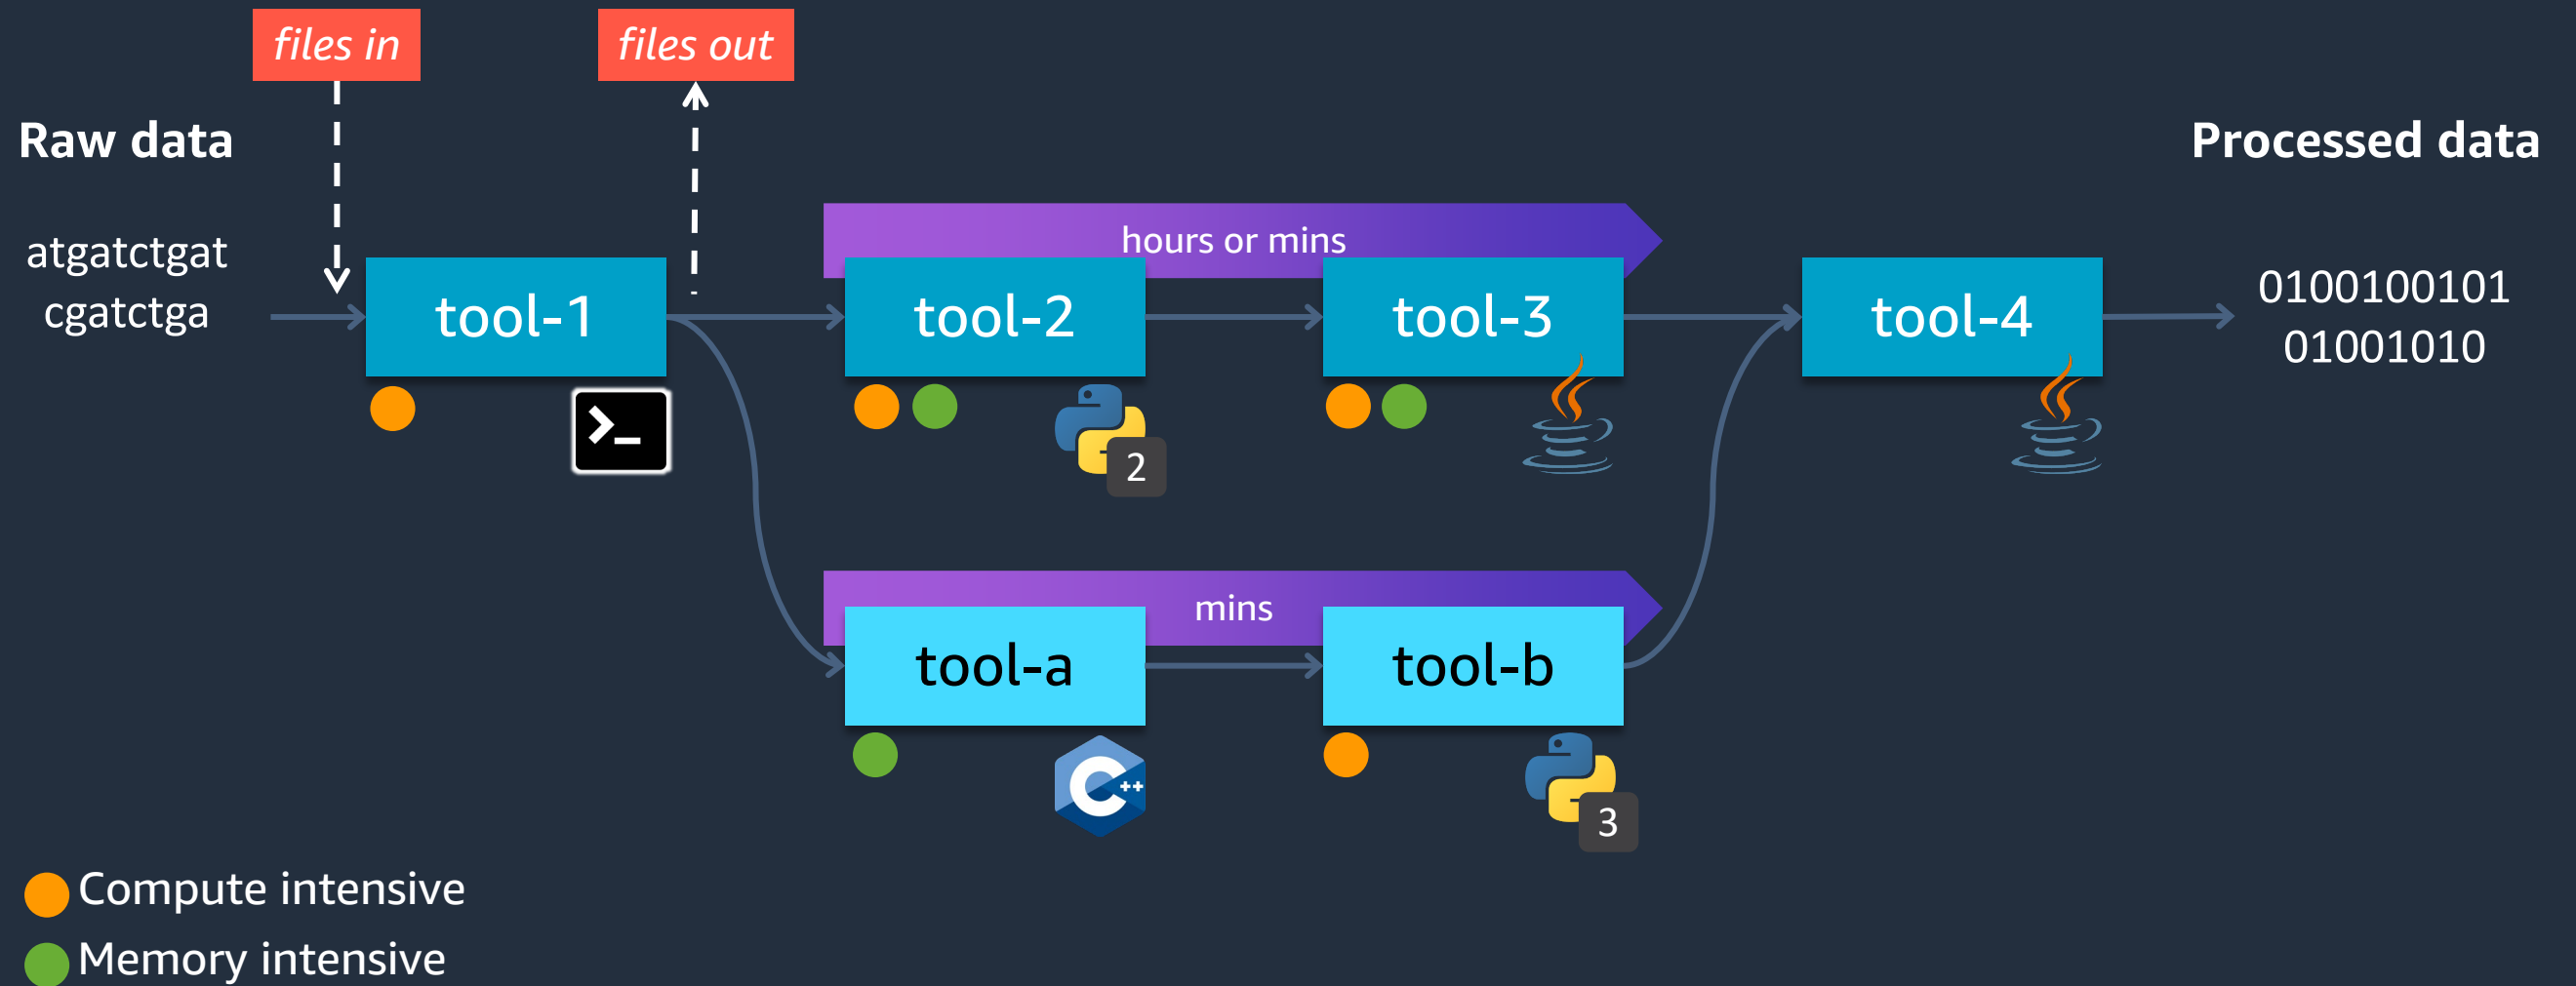 files in
files out
Raw data
Processed data
atgatctgat
cgatctga
hours or mins
tool-1
tool-2
tool-3
tool-4
0100100101
01001010
>_
2
mins
tool-a
tool-b
C++
3
Compute intensive
Memory intensive